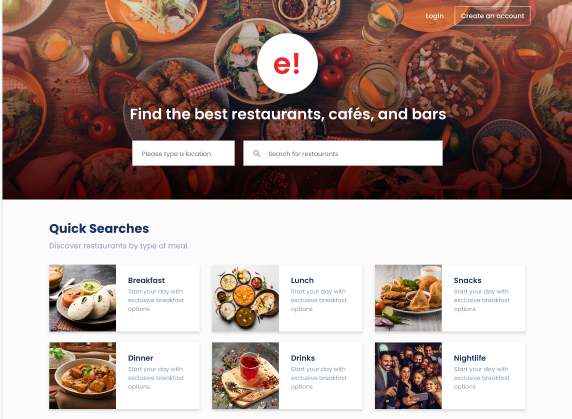 Login
Create an account
e!
Find the best restaurants, cafés, and bars
Please type a location
Search for restaurants
Quick Searches
Discover restaurants by type of meal
Breakfast
Start your day with
exclusive breakfast
options
Lunch
Start your day with
exclusive breakfast
options
Snacks
Start your day with
exclusive breakfast
options
Dinner
Start your day with
exclusive breakfast
options
Drinks
Start your day with
exclusive breakfast
options
Nightlife
Start your day with
exclusive breakfast
options